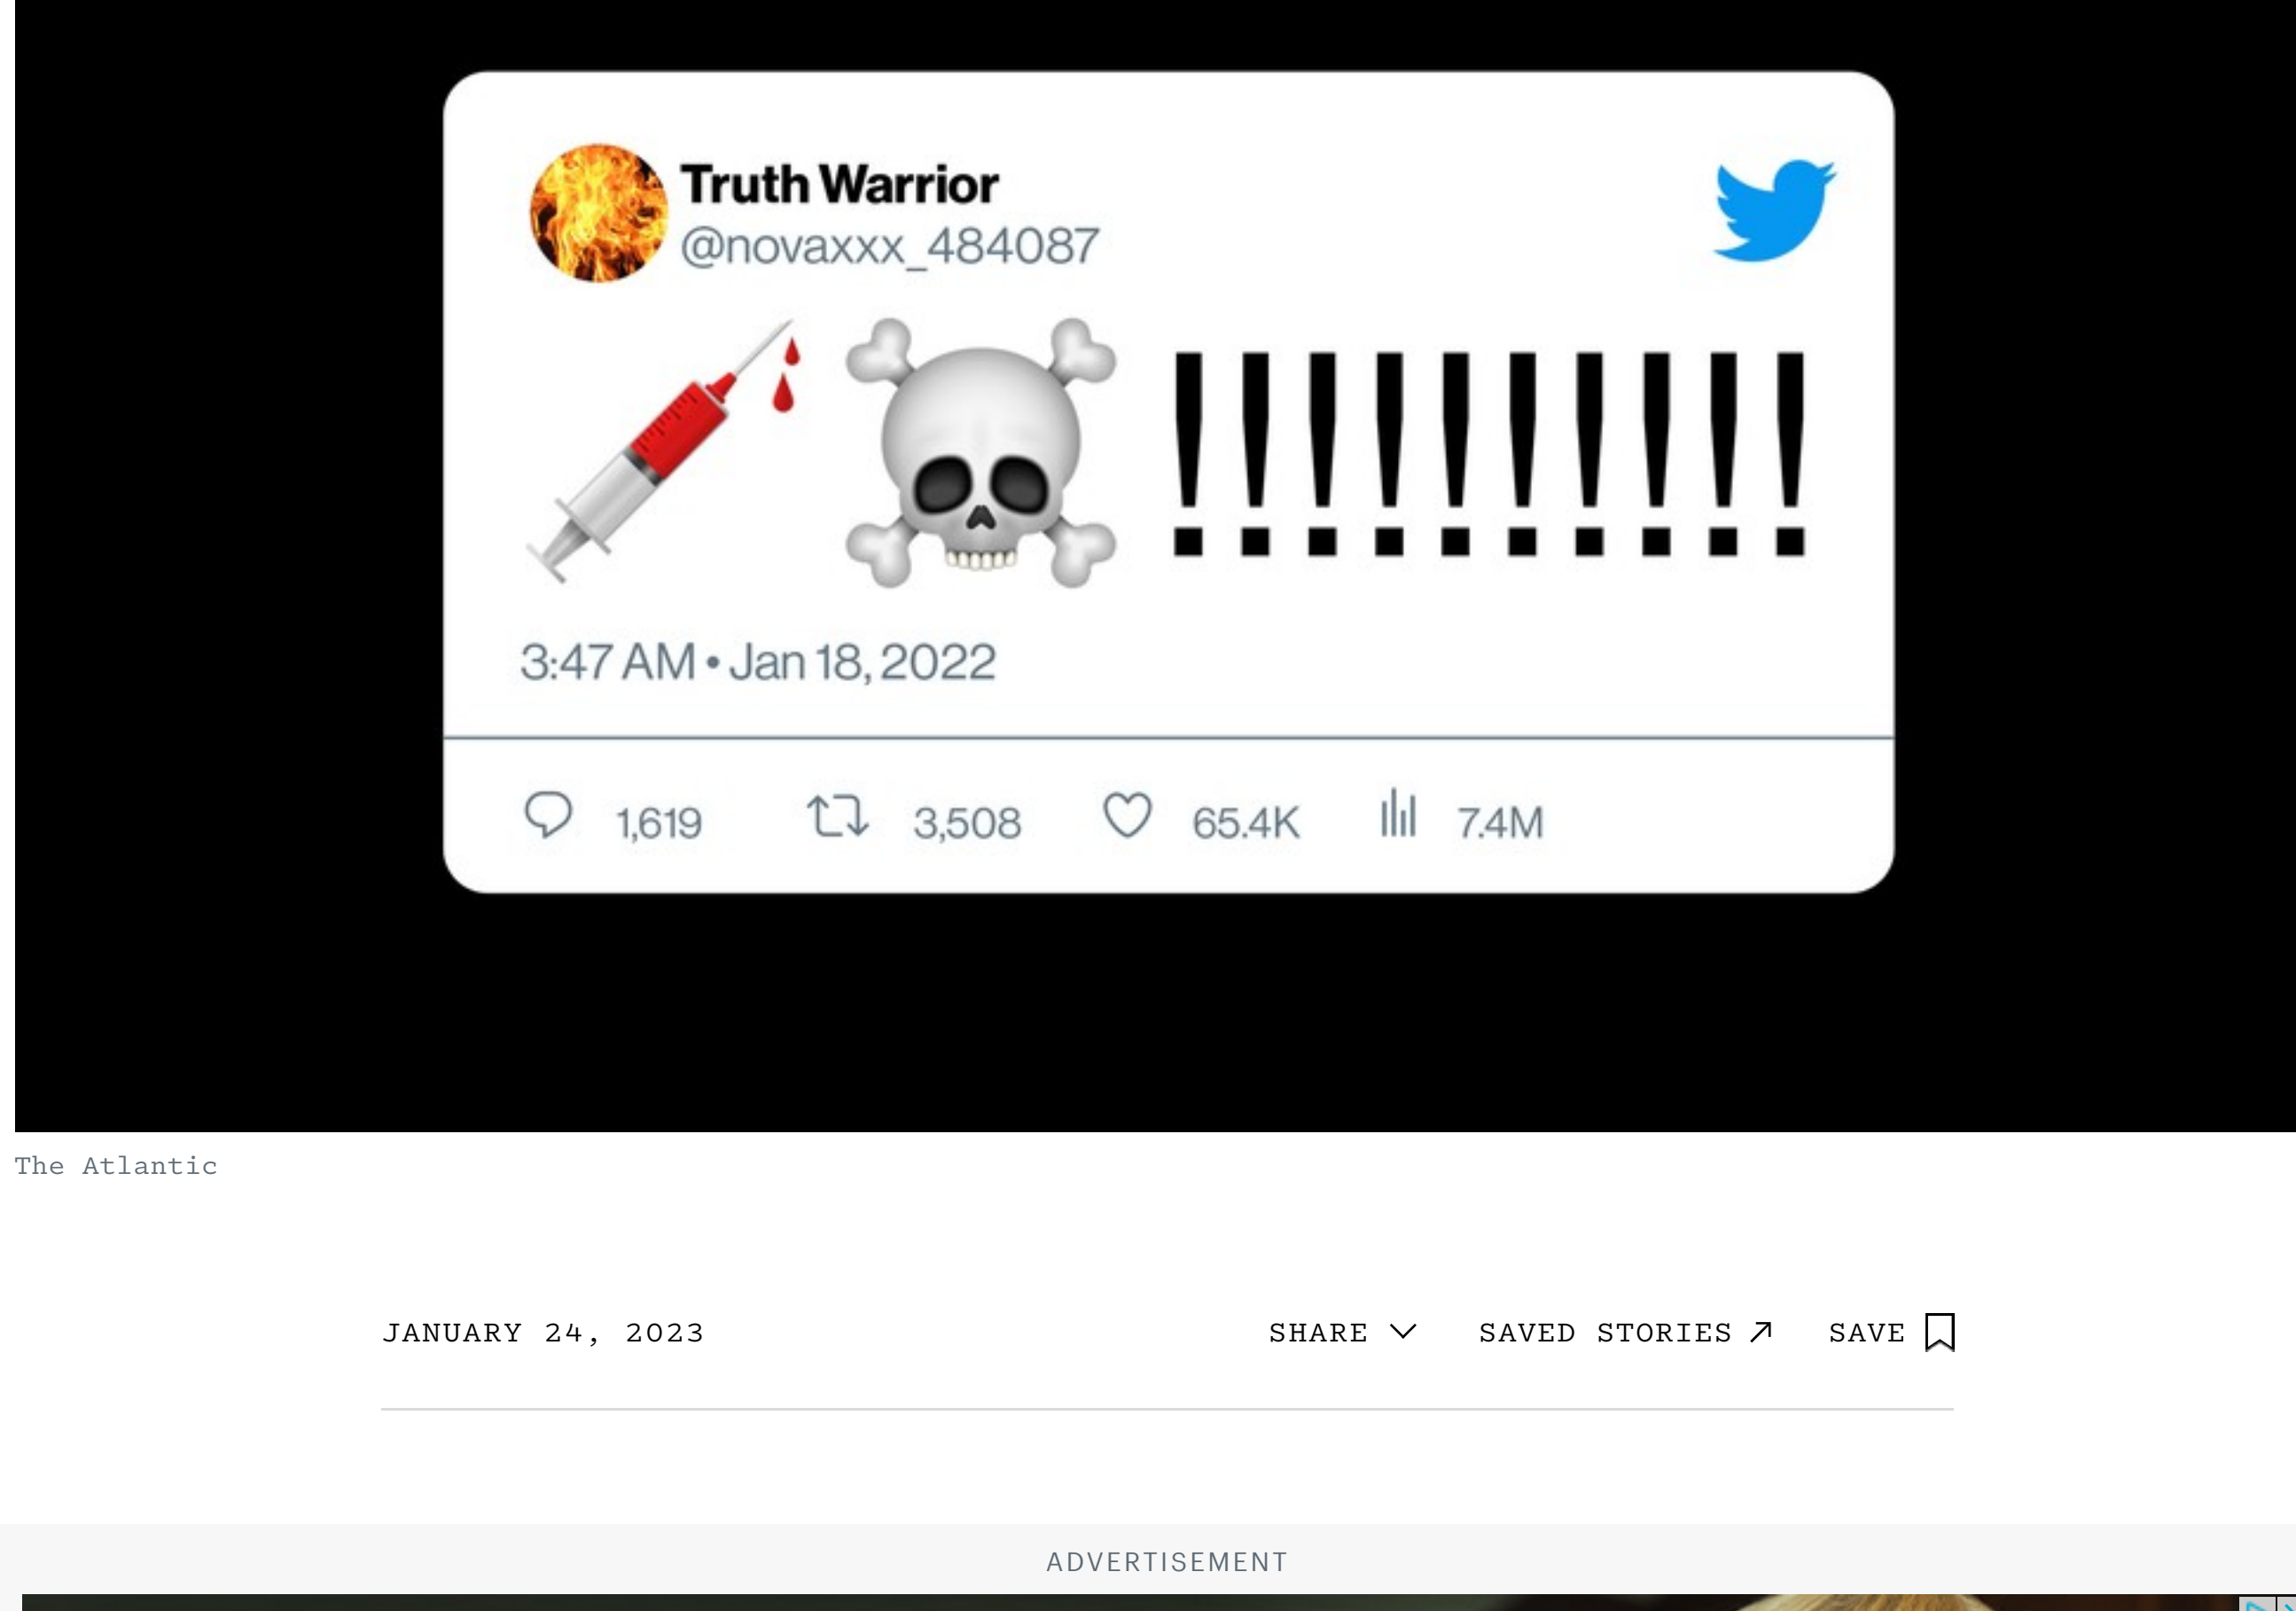 Truth Warrior
@novaxxx_484087
💉 ☠️ !!!!!!!!!!
3:47 AM • Jan 18, 2022
1,619 3,508 65.4K 7.4M
The Atlantic
JANUARY 24, 2023 SHARE SAVED STORIES SAVE
ADVERTISEMENT